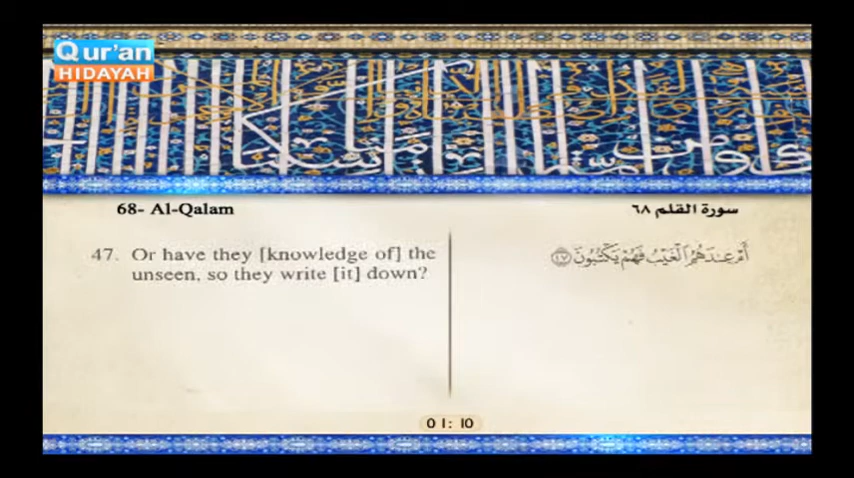 Qur'an
HIDAYAH
68- Al-Qalam
سورة القلم ٦٨
47. Or have they [knowledge of] the
unseen, so they write [it] down?
أَمْ عِندَهُمُ الْغَيْبُ فَهُمْ يَكْتُبُونَ ٤٧
01: 10